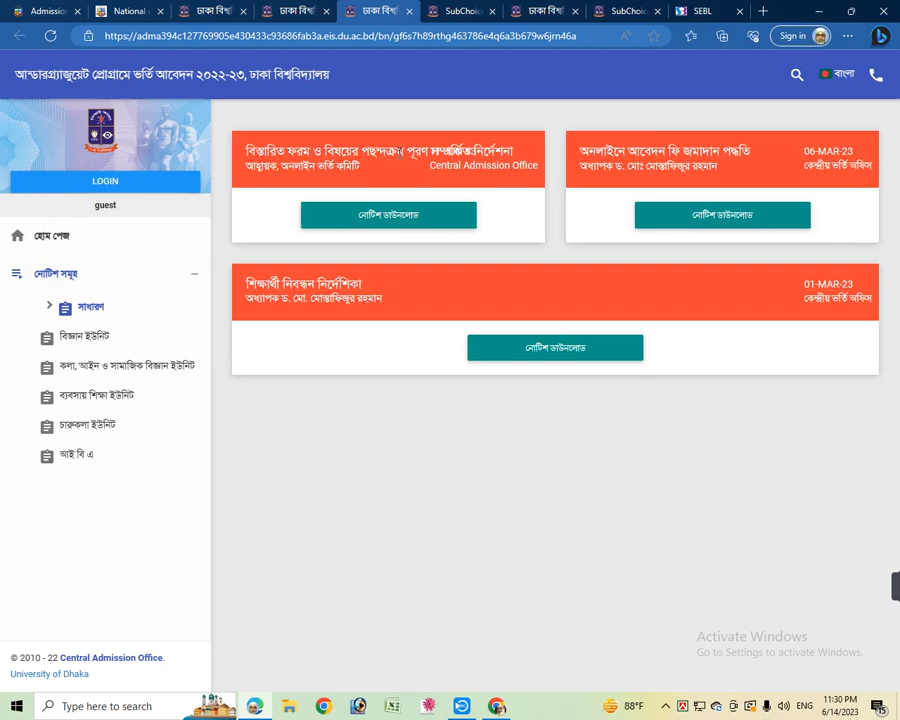 Admission
National
ঢাকা বিশ্ব
ঢাকা বিশ্ব
ঢাকা বিশ্ব
SubChoic
ঢাকা বিশ্ব
SubChoic
SEBL
https://adma394c127769905e430433c93686fab3a.eis.du.ac.bd/bn/gf6s7h89rthg463786e4q6a3b679w6jrn46a
Sign in
আন্ডারগ্র্যাজুয়েট প্রোগ্রামে ভর্তি আবেদন ২০২২-২৩, ঢাকা বিশ্ববিদ্যালয়
বাংলা
LOGIN
guest
হোম পেজ
নোটিশ সমূহ
সাধারণ
বিজ্ঞান ইউনিট
কলা, আইন ও সামাজিক বিজ্ঞান ইউনিট
ব্যবসায় শিক্ষা ইউনিট
চারুকলা ইউনিট
আই বি এ
বিস্তারিত ফরম ও বিষয়ের পছন্দক্রম পূরণ সম্পর্কিত নির্দেশনা
আহ্বায়ক, অনলাইন ভর্তি কমিটি
Central Admission Office
নোটিশ ডাউনলোড
অনলাইনে আবেদন ফি জমাদান পদ্ধতি
06-MAR-23
অধ্যাপক ড. মোঃ মোস্তাফিজুর রহমান
কেন্দ্রীয় ভর্তি অফিস
নোটিশ ডাউনলোড
শিক্ষার্থী নিবন্ধন নির্দেশিকা
01-MAR-23
অধ্যাপক ড. মো. মোস্তাফিজুর রহমান
কেন্দ্রীয় ভর্তি অফিস
নোটিশ ডাউনলোড
© 2010 - 22 Central Admission Office.
University of Dhaka
Activate Windows
Go to Settings to activate Windows.
Type here to search
88°F
ENG
11:30 PM
6/14/2023
15